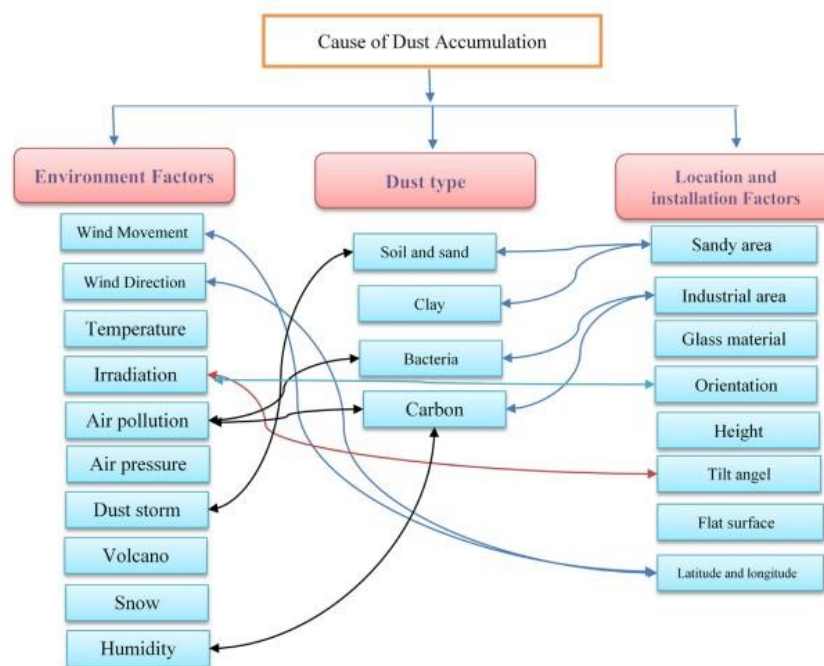 Cause of Dust Accumulation
Environment Factors
Wind Movement
Wind Direction
Temperature
Irradiation
Air pollution
Air pressure
Dust storm
Volcano
Snow
Humidity
Dust type
Soil and sand
Clay
Bacteria
Carbon
Location and
installation Factors
Sandy area
Industrial area
Glass material
Orientation
Height
Tilt angel
Flat surface
Latitude and longitude